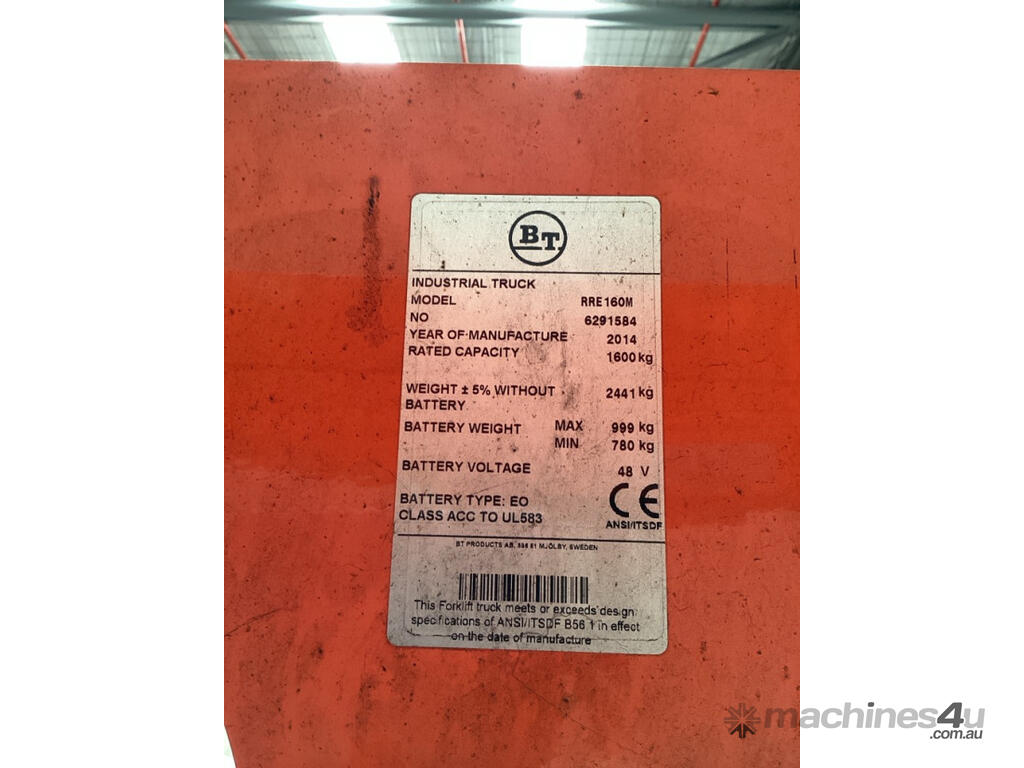 BT
INDUSTRIAL TRUCK
MODEL RRE160M
NO 6291584
YEAR OF MANUFACTURE 2014
RATED CAPACITY 1600 kg
WEIGHT ± 5% WITHOUT 2441 kg
BATTERY
BATTERY WEIGHT MAX 999 kg
MIN 780 kg
BATTERY VOLTAGE 48 V
BATTERY TYPE: EO CE
CLASS ACC TO UL583 ANSI/ITSDF
BT PRODUCTS AB, 81 MJÖLBY, SWEDEN
This Forklift truck meets or exceeds design
specifications of ANSI/ITSDF B56.1 in effect
on the date of manufacture
machines4u
.com.au